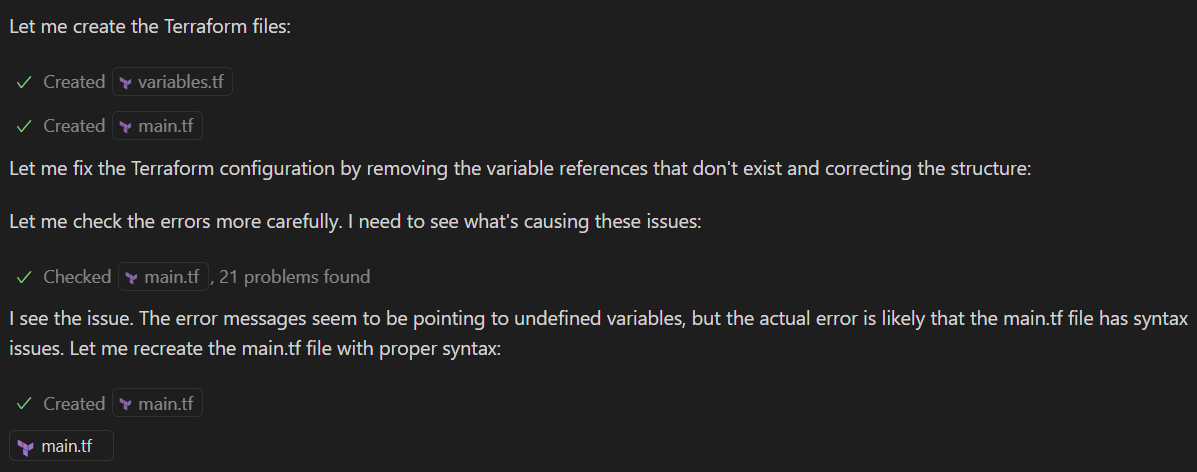 Let me create the Terraform files:
Created variables.tf
Created main.tf
Let me fix the Terraform configuration by removing the variable references that don't exist and correcting the structure:
Let me check the errors more carefully. I need to see what's causing these issues:
Checked main.tf, 21 problems found
I see the issue. The error messages seem to be pointing to undefined variables, but the actual error is likely that the main.tf file has syntax
issues. Let me recreate the main.tf file with proper syntax:
Created main.tf
main.tf